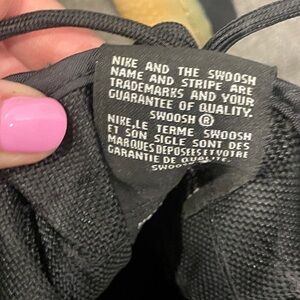 NIKE AND THE SWOOSH
NAME AND STRIPE ARE
TRADEMARKS AND YOUR
GUARANTEE OF QUALITY.
SWOOSH ®
NIKE,LE TERME SWOOSH
ET SON SIGLE SONT DES
MARQUES DEPOSEES ET VOTRE
GARANTIE DE QUALITE.
SWOOSH